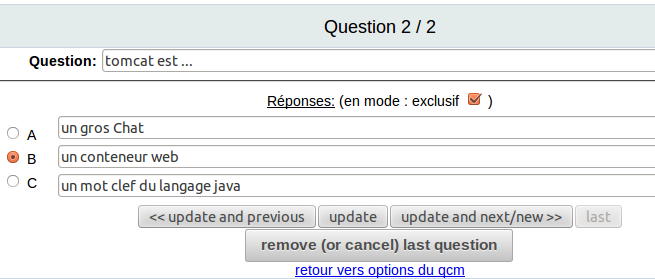 Question 2 / 2
Question: tomcat est ...
Réponses: (en mode : exclusif )
A un gros Chat
B un conteneur web
C un mot clef du langage java
<< update and previous update update and next/new >> last
remove (or cancel) last question
retour vers options du qcm